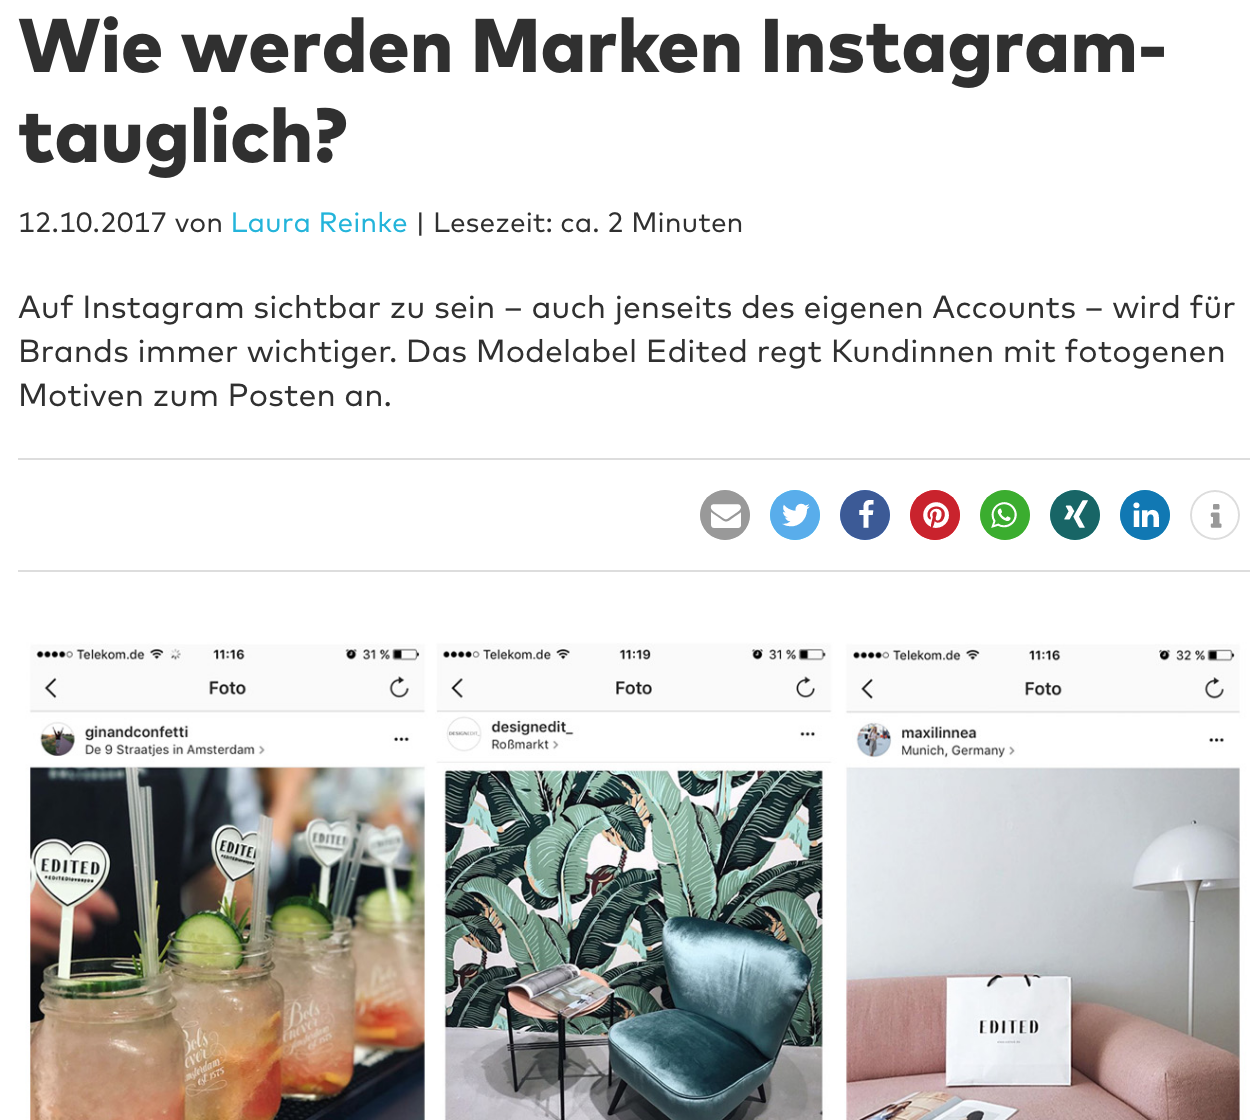 Wie werden Marken Instagram-
tauglich?
12.10.2017 von Laura Reinke | Lesezeit: ca. 2 Minuten
Auf Instagram sichtbar zu sein – auch jenseits des eigenen Accounts – wird für
Brands immer wichtiger. Das Modelabel Edited regt Kundinnen mit fotogenen
Motiven zum Posten an.
Telekom.de 11:16 31 %
Foto
ginandconfetti
De 9 Straatjes in Amsterdam
EDITED
EDITED
EDITED
Bols
Bols
Telekom.de 11:19 31 %
Foto
designedit_
Roßmarkt
Telekom.de 11:16 32 %
Foto
maxilinnea
Munich, Germany
EDITED